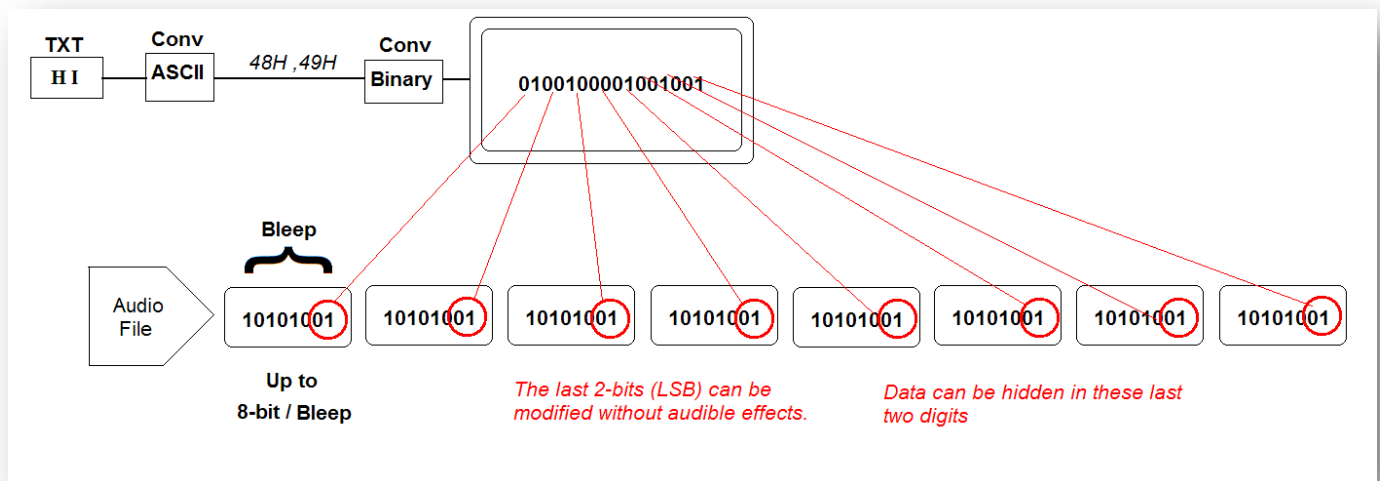 TXT
H I
Conv
ASCII
48H ,49H
Conv
Binary
0100100001001001
Bleep
Audio
File
10101001
10101001
10101001
10101001
10101001
10101001
10101001
10101001
Up to
8-bit / Bleep
The last 2-bits (LSB) can be
modified without audible effects.
Data can be hidden in these last
two digits